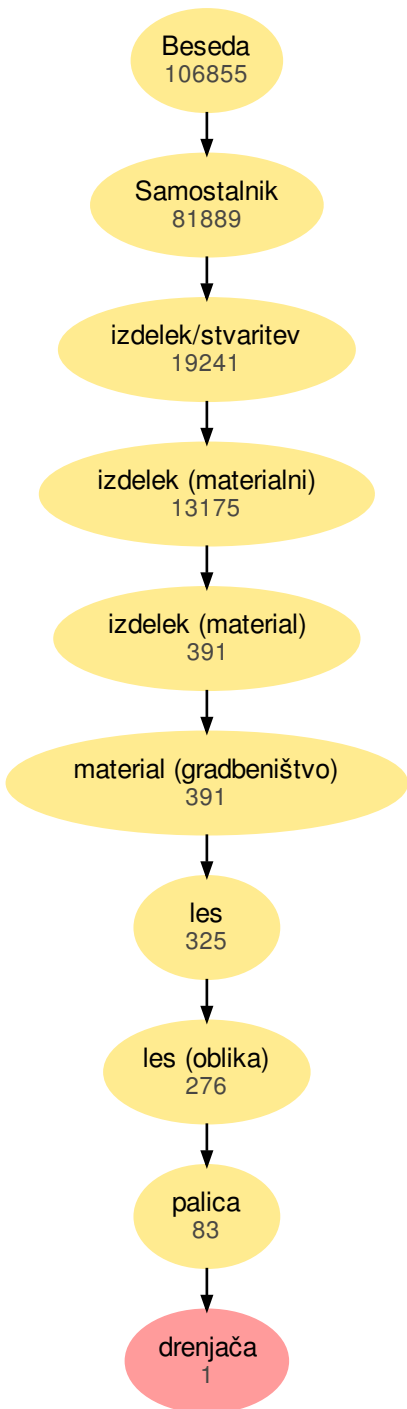 Beseda
106855
Samostalnik
81889
izdelek/stvaritev
19241
izdelek (materialni)
13175
izdelek (material)
391
material (gradbeništvo)
391
les
325
les (oblika)
276
palica
83
drenjača
1